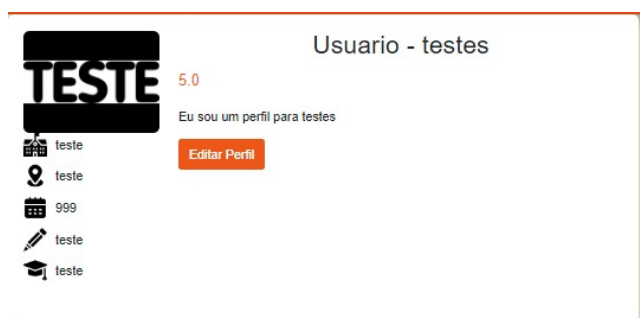 Usuario - testes
TESTE
5.0
Eu sou um perfil para testes
Editar Perfil
teste
teste
999
teste
teste